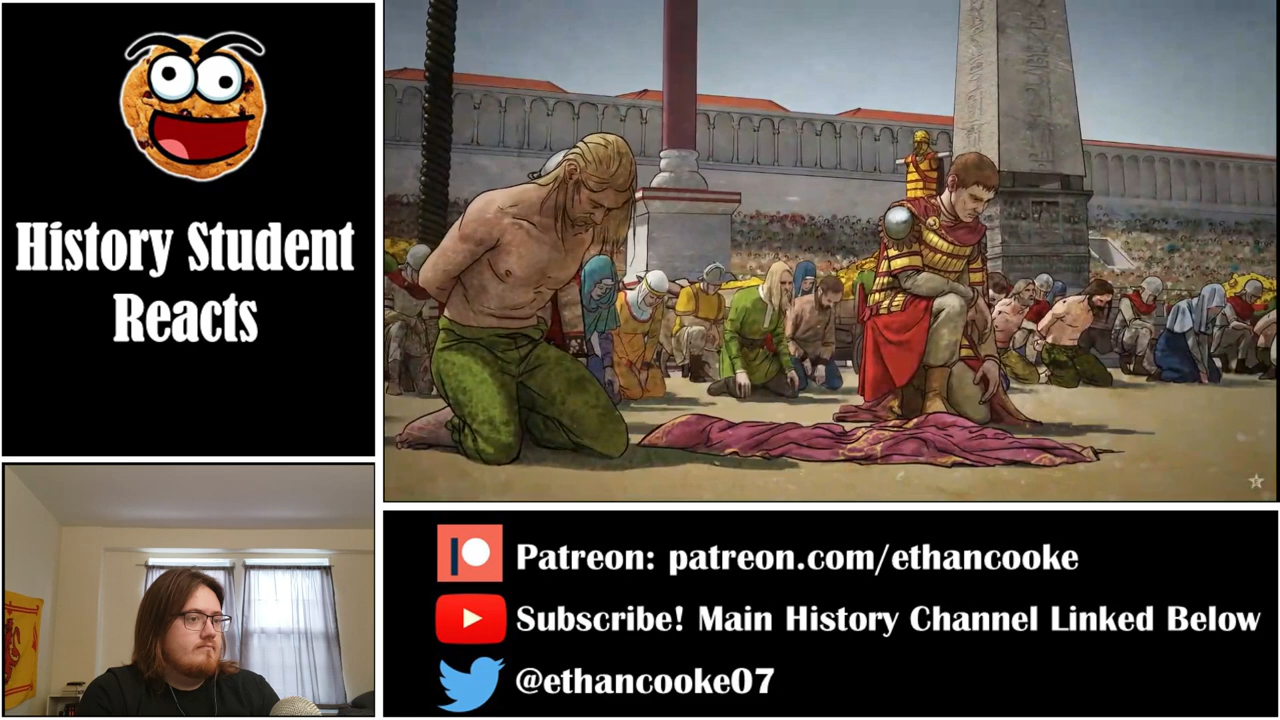 History Student
Reacts
Patreon: patreon.com/ethancooke
Subscribe! Main History Channel Linked Below
@ethancooke07